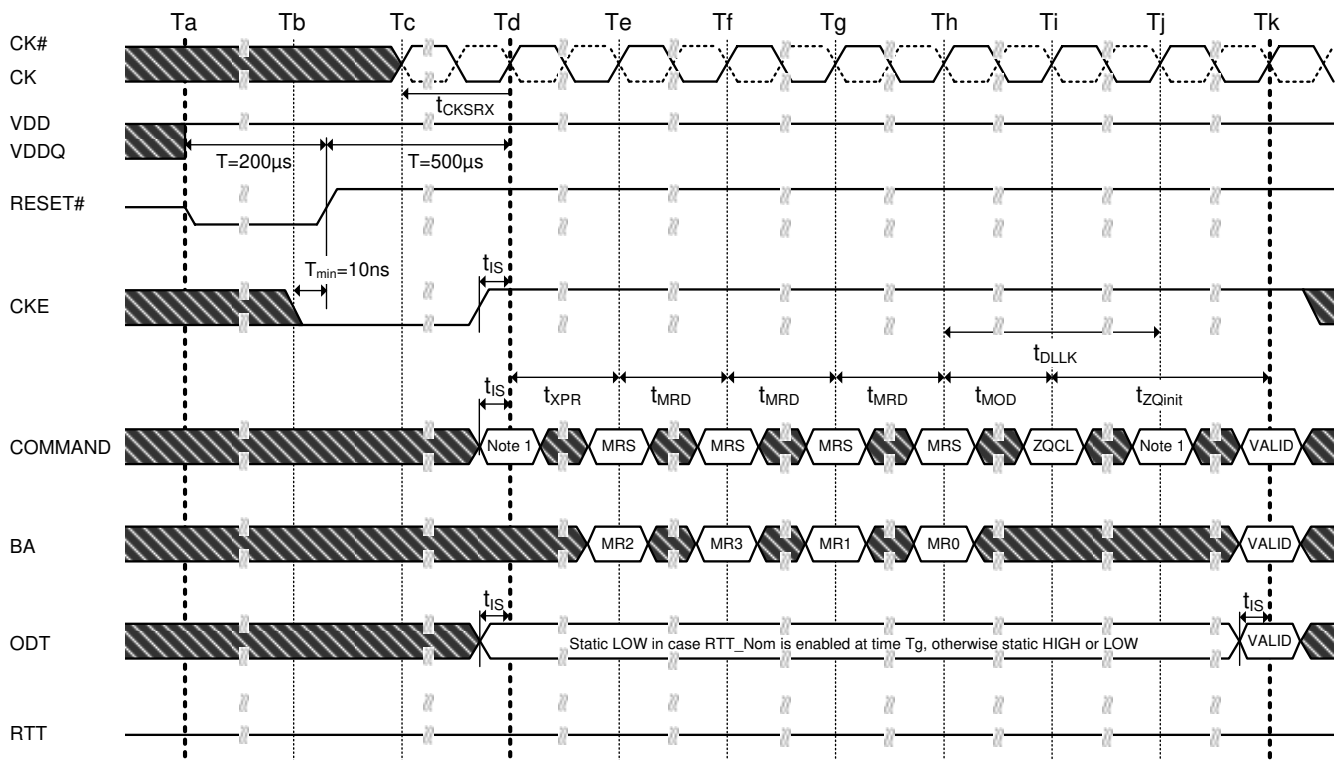 Ta Tb Tc Td Te Tf Tg Th Ti Tj Tk
CK#
CK
tCKSRX
VDD
VDDQ
T=200µs T=500µs
RESET#
Tmin=10ns tIS
CKE
tDLLK
tIS tXPR tMRD tMRD tMRD tMOD tZQinit
COMMAND Note 1 MRS MRS MRS MRS ZQCL Note 1 VALID
BA MR2 MR3 MR1 MR0 VALID
tIS tIS
ODT Static LOW in case RTT_Nom is enabled at time Tg, otherwise static HIGH or LOW VALID
RTT